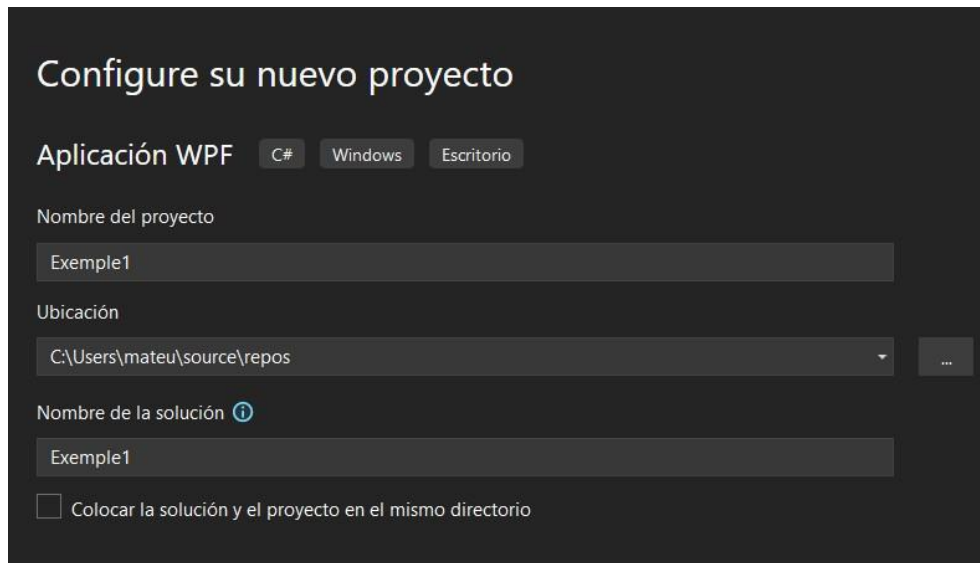 Configure su nuevo proyecto
Aplicación WPF C# Windows Escritorio
Nombre del proyecto
Exemple1
Ubicación
C:\Users\mateu\source\repos
...
Nombre de la solución
Exemple1
Colocar la solución y el proyecto en el mismo directorio